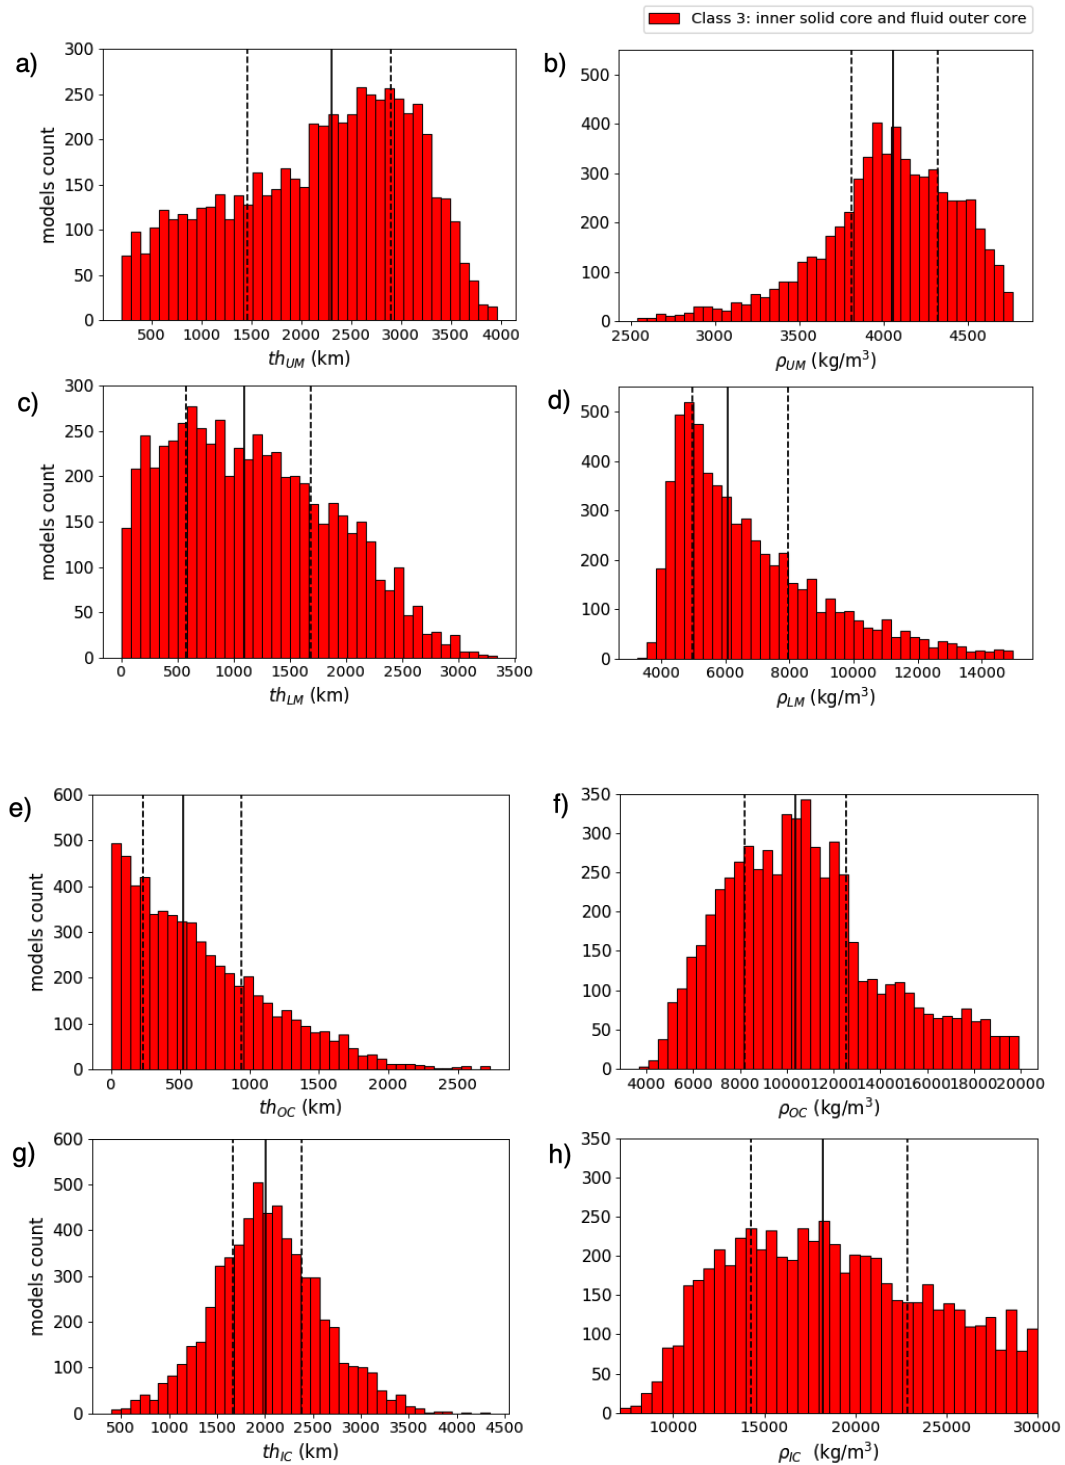 Class 3: inner solid core and fluid outer core
a)
300
250
200
150
100
50
0
models count
500 1000 1500 2000 2500 3000 3500 4000
th_UM (km)
b)
500
400
300
200
100
0
2500 3000 3500 4000 4500
ρ_UM (kg/m³)
c)
300
250
200
150
100
50
0
models count
0 500 1000 1500 2000 2500 3000 3500
th_LM (km)
d)
500
400
300
200
100
0
4000 6000 8000 10000 12000 14000
ρ_LM (kg/m³)
e)
600
500
400
300
200
100
0
models count
0 500 1000 1500 2000 2500
th_OC (km)
f)
350
300
250
200
150
100
50
0
4000 6000 8000 10000 12000 14000 16000 18000 20000
ρ_OC (kg/m³)
g)
600
500
400
300
200
100
0
models count
500 1000 1500 2000 2500 3000 3500 4000 4500
th_IC (km)
h)
350
300
250
200
150
100
50
0
10000 15000 20000 25000 30000
ρ_IC (kg/m³)